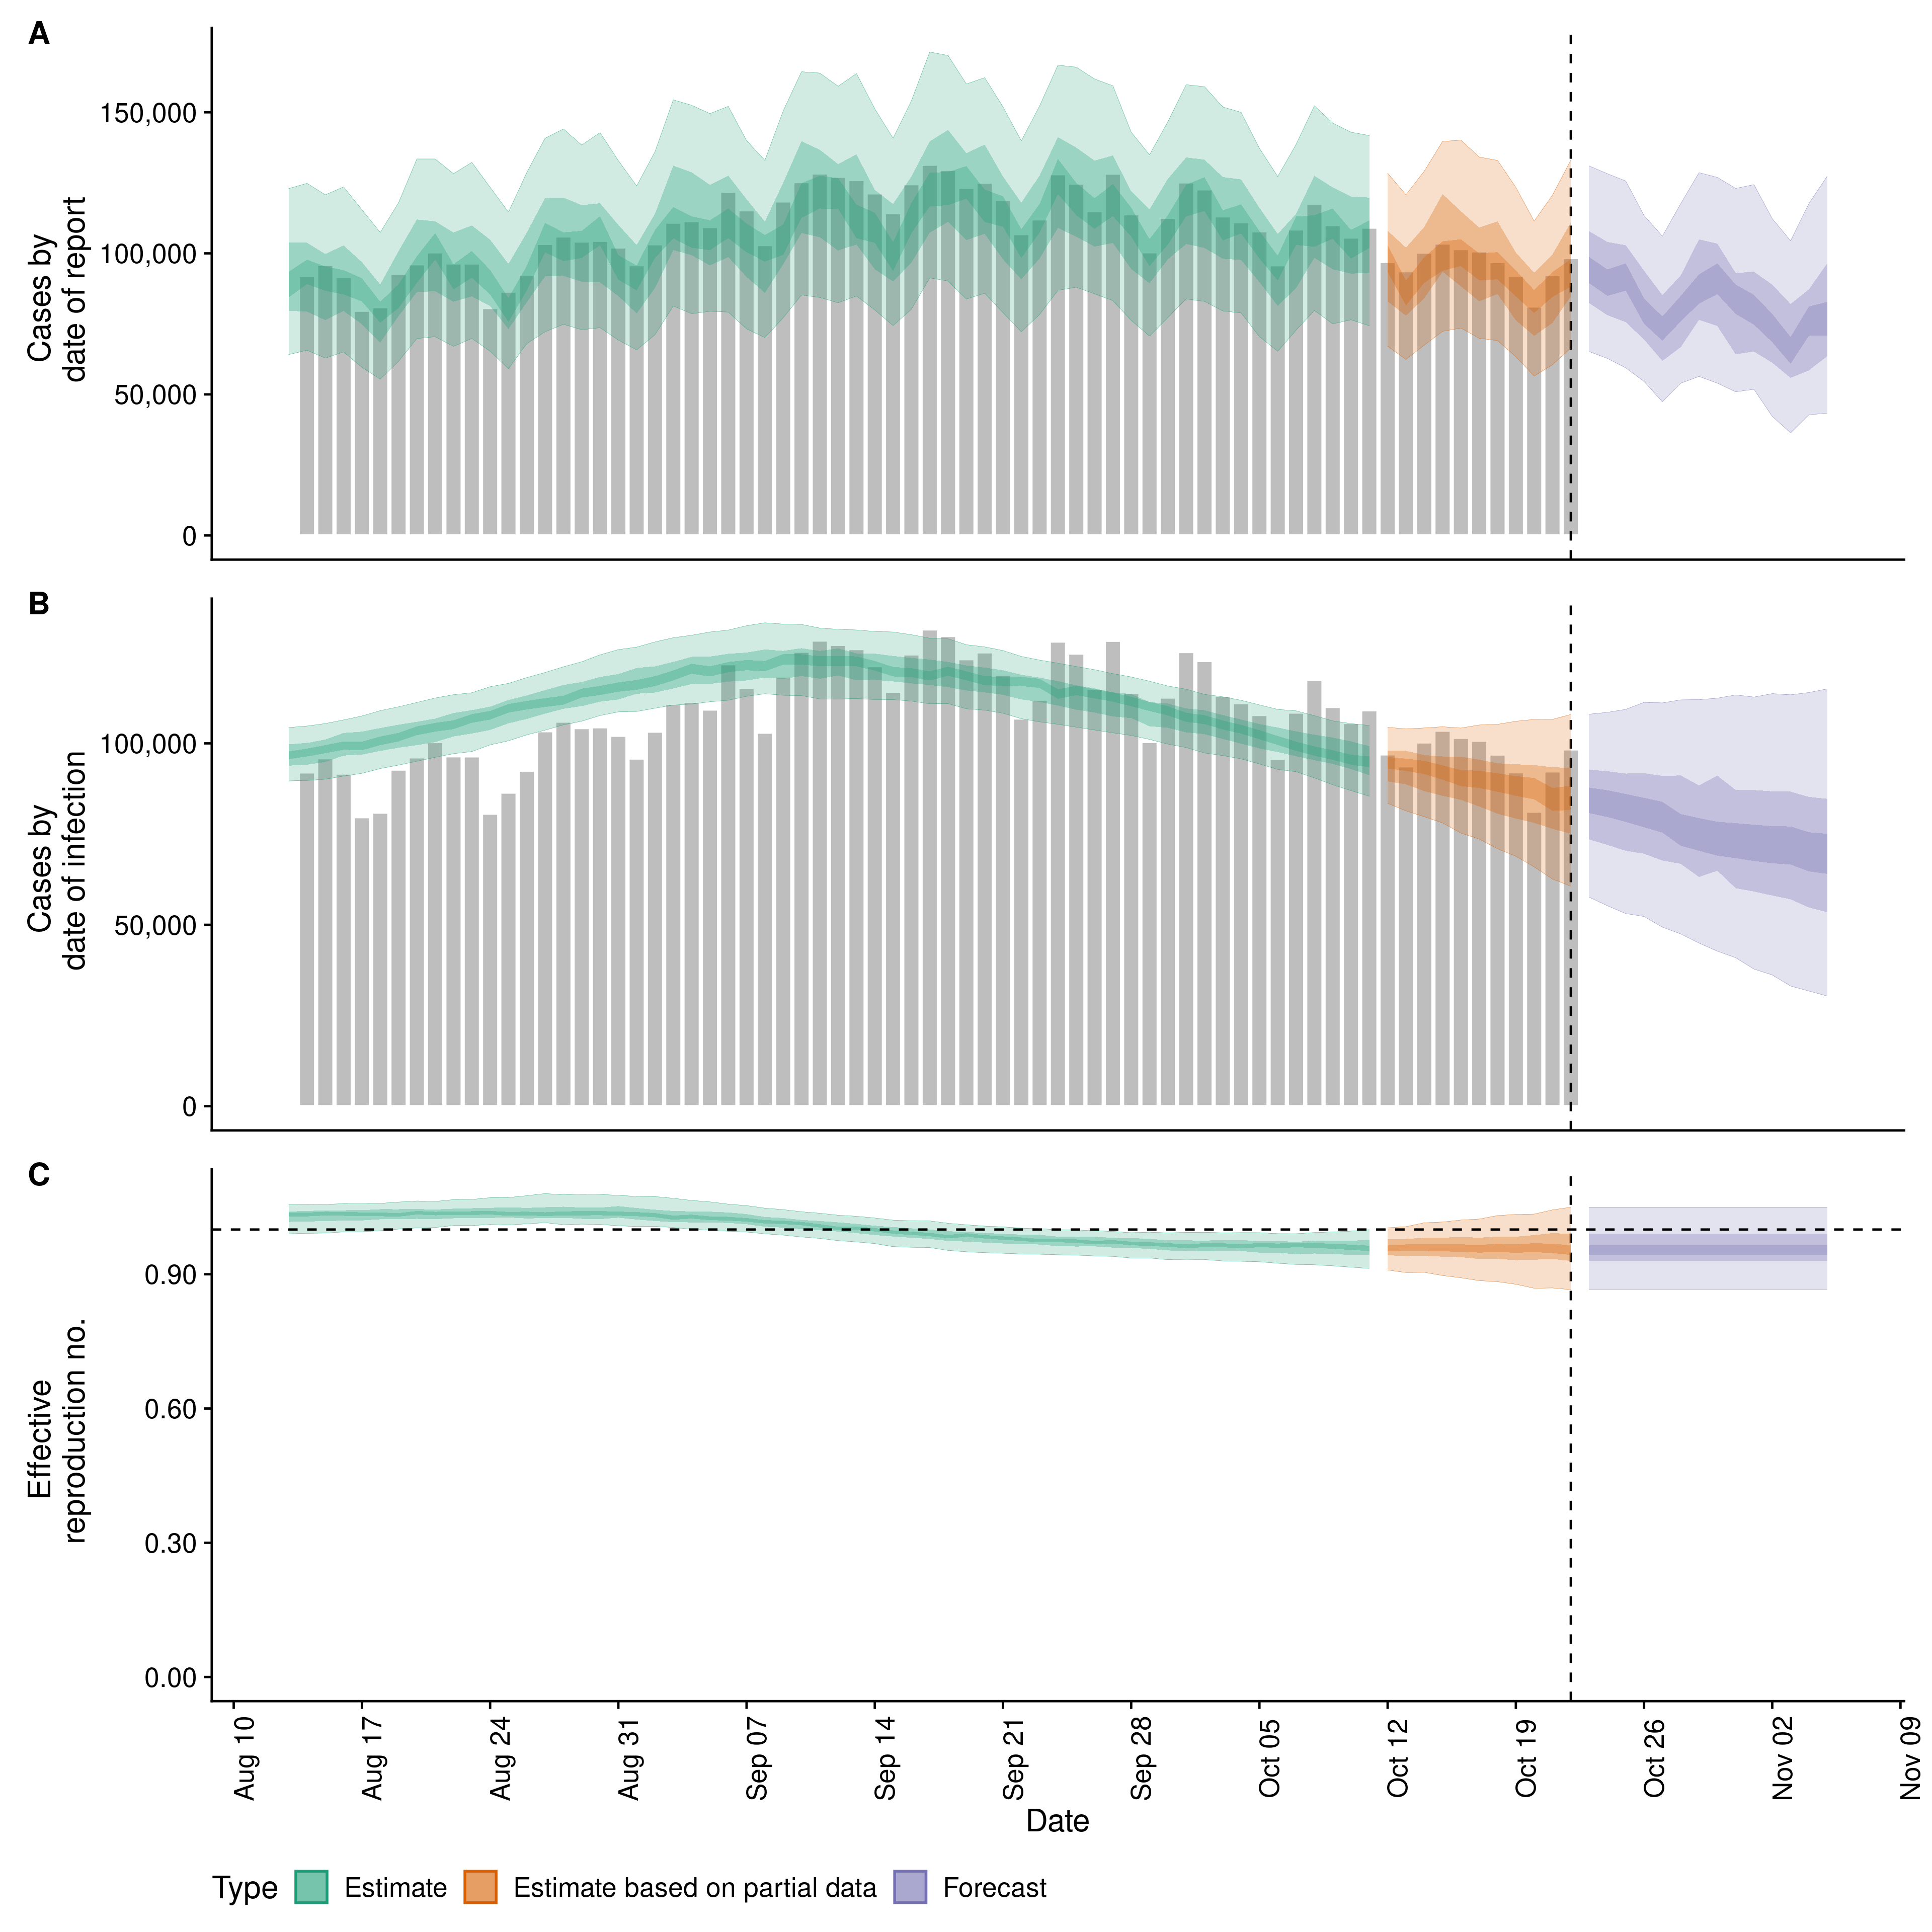 A
Cases by
date of report
150,000
100,000
50,000
0
B
Cases by
date of infection
100,000
50,000
0
C
Effective
reproduction no.
0.90
0.60
0.30
0.00
Aug 10
Aug 17
Aug 24
Aug 31
Sep 07
Sep 14
Sep 21
Sep 28
Oct 05
Oct 12
Oct 19
Oct 26
Nov 02
Nov 09
Date
Type Estimate Estimate based on partial data Forecast